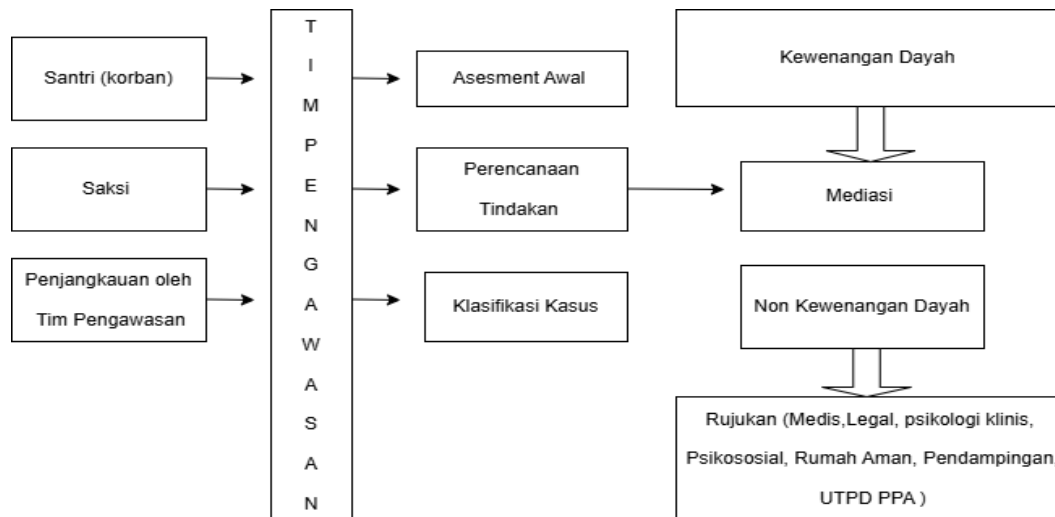 Santri (korban)
Saksi
Penjangkauan oleh
Tim Pengawasan
T
I
M
P
E
N
G
A
W
A
S
A
N
Asesment Awal
Perencanaan
Tindakan
Klasifikasi Kasus
Kewenangan Dayah
Mediasi
Non Kewenangan Dayah
Rujukan (Medis,Legal, psikologi klinis,
Psikososial, Rumah Aman, Pendampingan,
UTPD PPA )